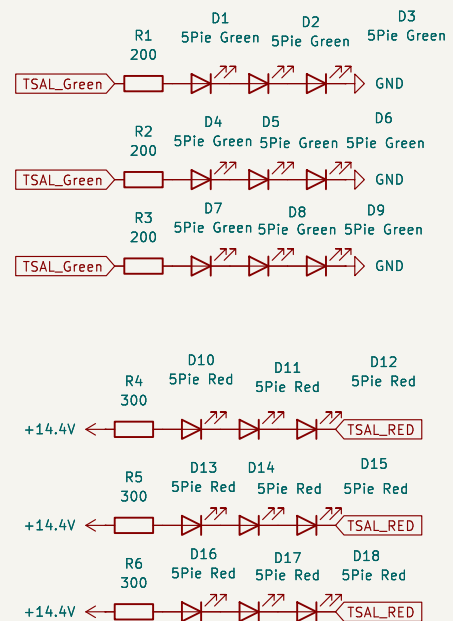 D1 D2 D3
R1 5Pie Green 5Pie Green 5Pie Green
200
TSAL_Green GND
R2 D4 D5 D6
200 5Pie Green 5Pie Green 5Pie Green
TSAL_Green GND
R3 D7 D8 D9
200 5Pie Green 5Pie Green 5Pie Green
TSAL_Green GND
R4 D10 D11 D12
300 5Pie Red 5Pie Red 5Pie Red
+14.4V TSAL_RED
R5 D13 D14 D15
300 5Pie Red 5Pie Red 5Pie Red
+14.4V TSAL_RED
R6 D16 D17 D18
300 5Pie Red 5Pie Red 5Pie Red
+14.4V TSAL_RED